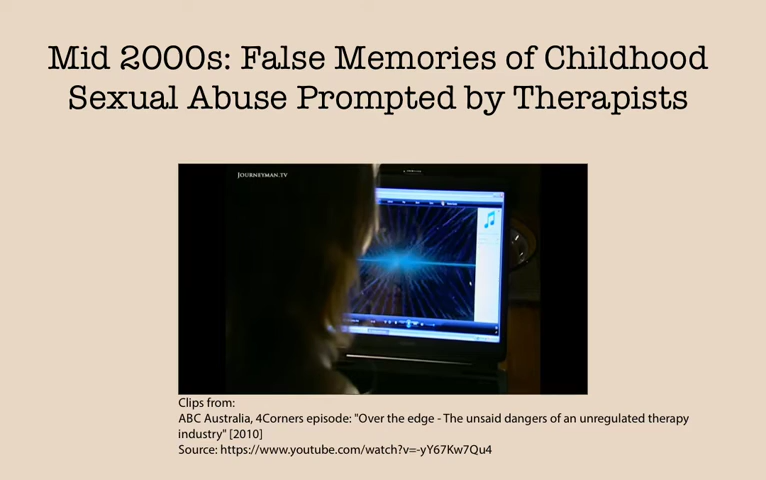 Mid 2000s: False Memories of Childhood
Sexual Abuse Prompted by Therapists
JOURNEYMAN.TV
Clips from:
ABC Australia, 4Corners episode: "Over the edge - The unsaid dangers of an unregulated therapy
industry" [2010]
Source: https://www.youtube.com/watch?v=-yY67Kw7Qu4